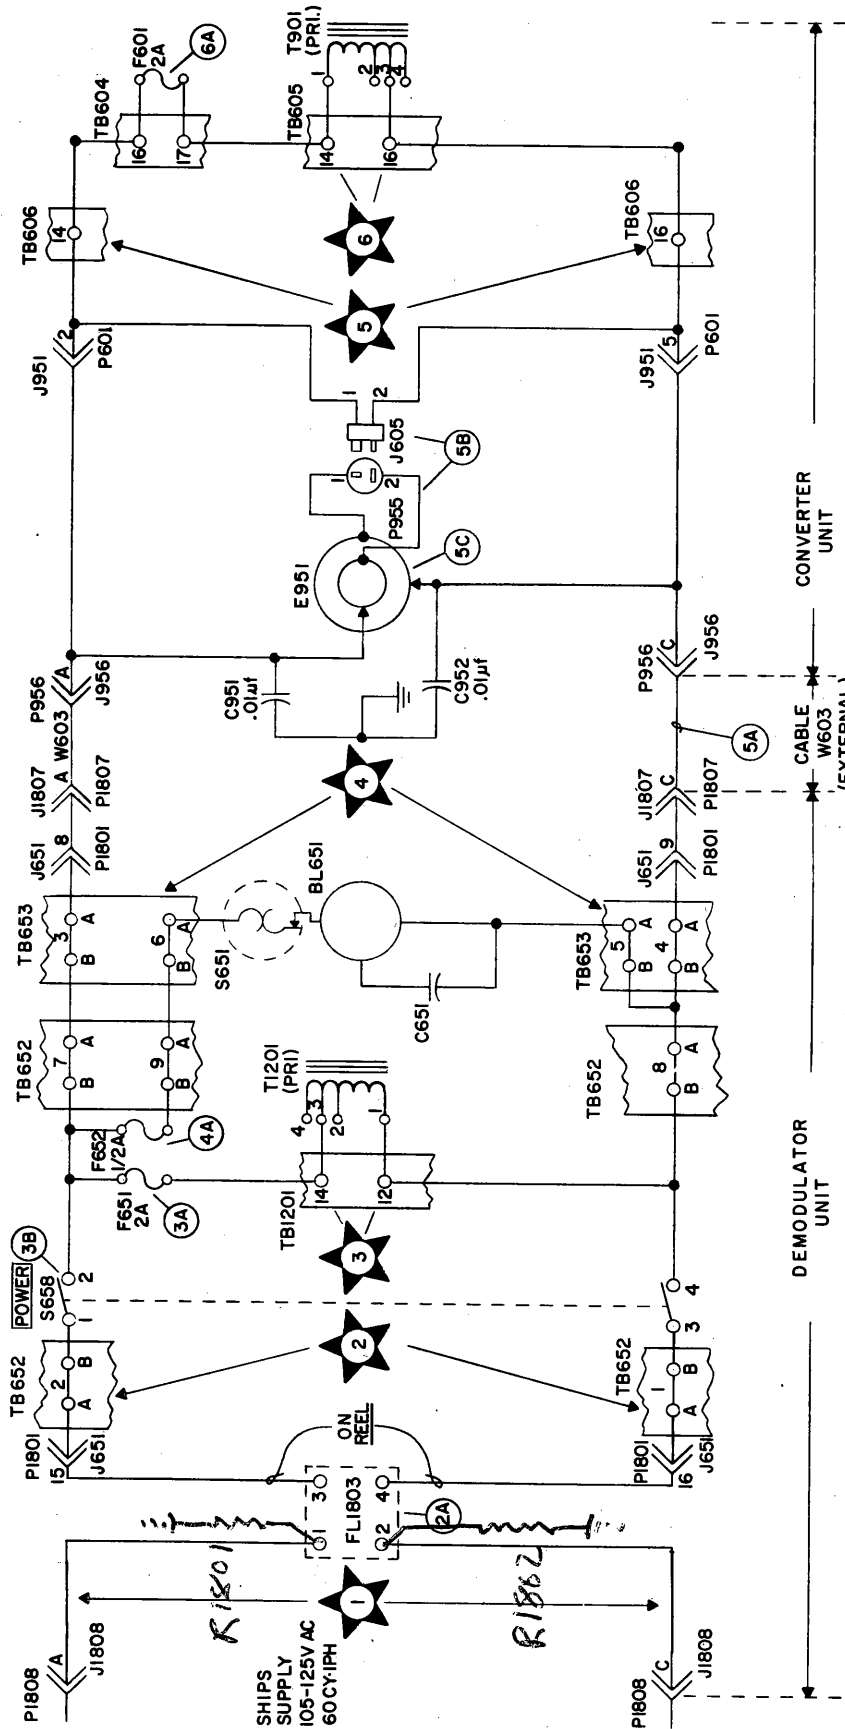 P1808
A
J1808
SHIPS
SUPPLY
105-125V AC
60CY·1PH
R1801
1
R1802
P1808
C
J1808
1
3
FL1803
2
4
2A
ON
REEL
P1801
15
J651
P1801
16
J651
TB652
2
A
B
2
TB652
1
A
B
POWER
3B
S658
1
2
3
4
F651
2A
3A
F652
1/2A
4A
3
TB1201
14
12
T1201
(PRI)
4
3
2
1
TB652
7
B
A
9
B
A
TB652
8
B
A
TB653
3
B
A
6
B
A
S651
BL651
C651
TB653
5
B
A
4
B
A
4
J651
8
P1801
J651
9
P1801
J1807
A
P1807
W603
J1807
C
P1807
5A
P956
A
J956
P956
C
J956
C951
.01µf
C952
.01µf
E951
5C
P955
1
2
5B
J605
1
2
J951
2
P601
J951
5
P601
5
6
TB606
14
TB606
16
TB604
16
17
F601
2A
6A
TB605
14
16
T901
(PRI.)
1
2
3
4
DEMODULATOR
UNIT
CABLE
W603
(EXTERNAL)
CONVERTER
UNIT